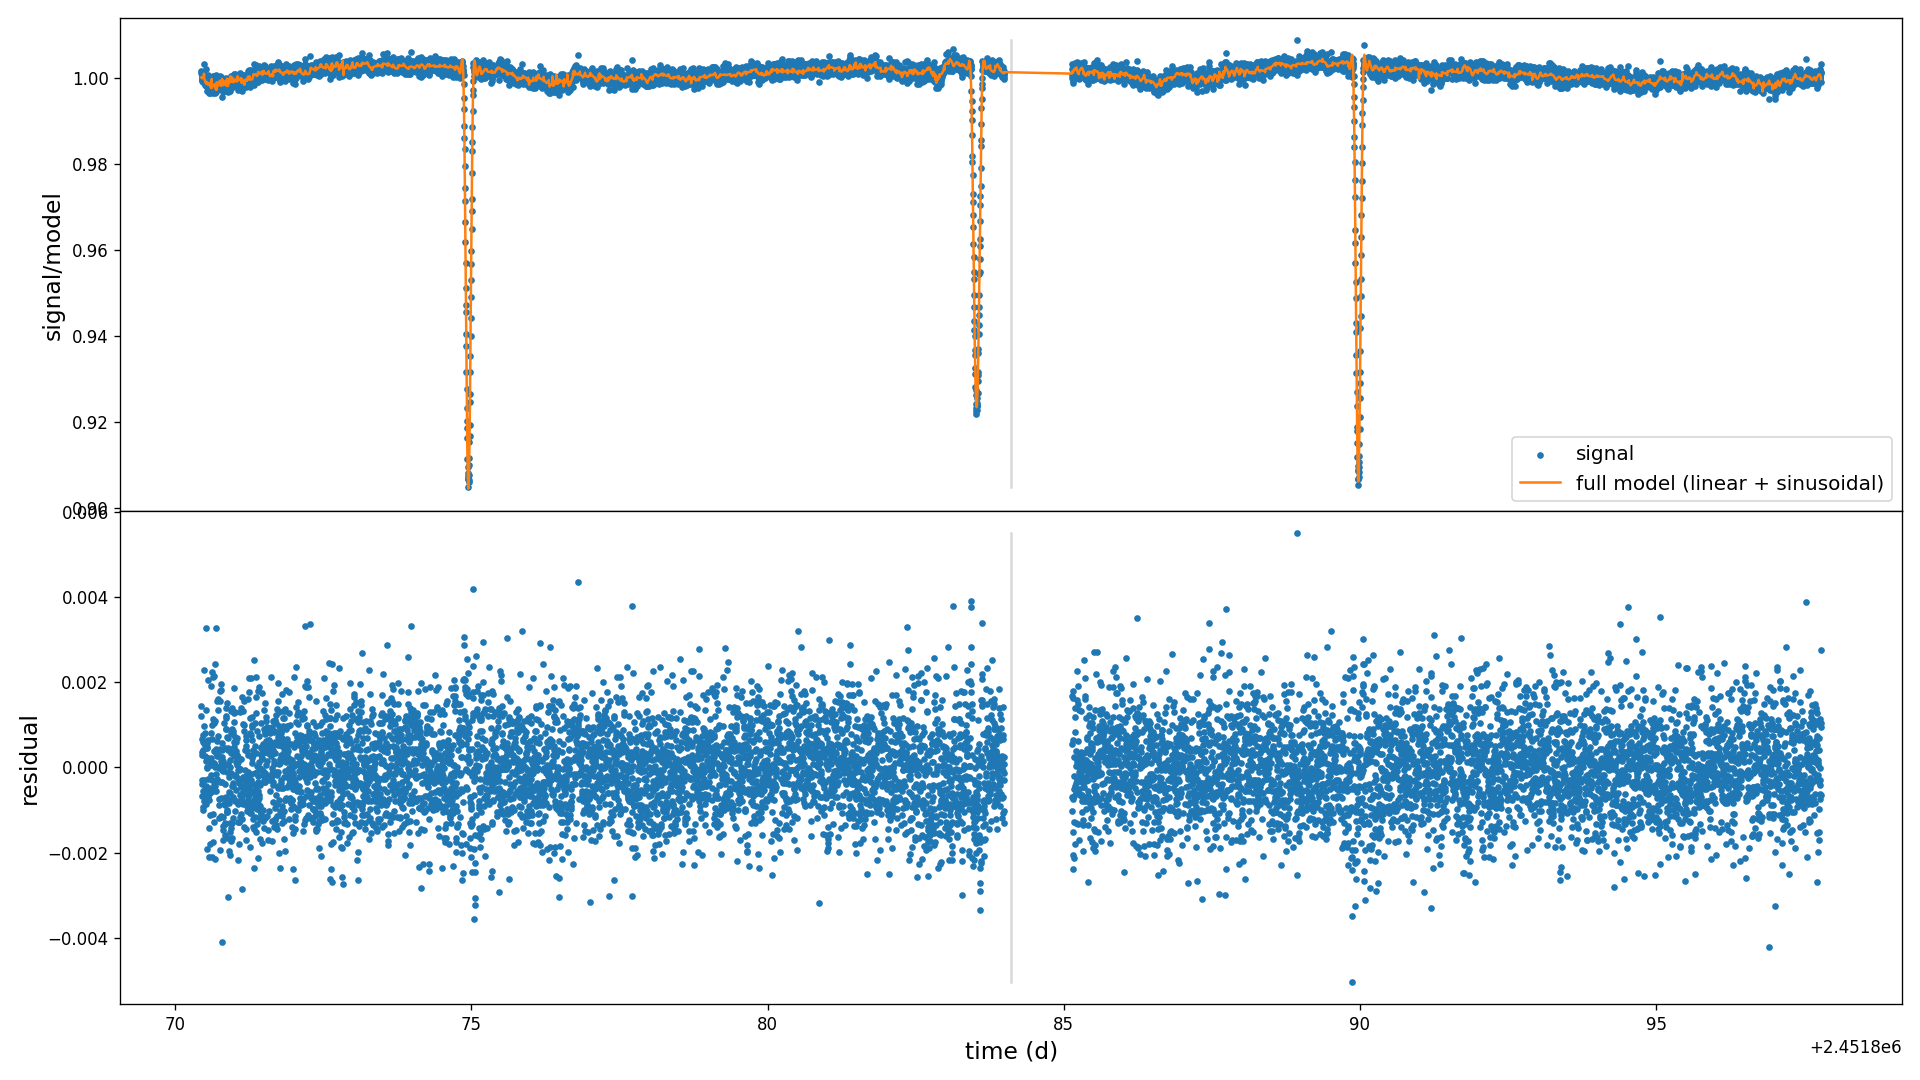 1.00
0.98
0.96
0.94
0.92
0.90
signal/model
signal
full model (linear + sinusoidal)
0.006
0.004
0.002
0.000
−0.002
−0.004
residual
70 75 80 85 90 95
time (d)
+2.4518e6